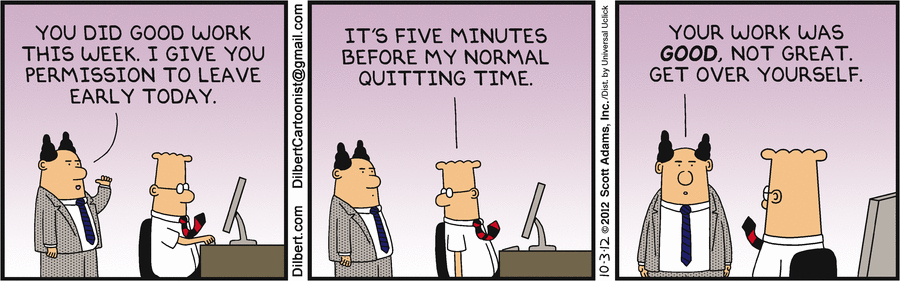 YOU DID GOOD WORK
THIS WEEK. I GIVE YOU
PERMISSION TO LEAVE
EARLY TODAY.
Dilbert.com DilbertCartoonist@gmail.com
IT'S FIVE MINUTES
BEFORE MY NORMAL
QUITTING TIME.
10-3-12 ©2012 Scott Adams, Inc./Dist. by Universal Uclick
YOUR WORK WAS
GOOD, NOT GREAT.
GET OVER YOURSELF.